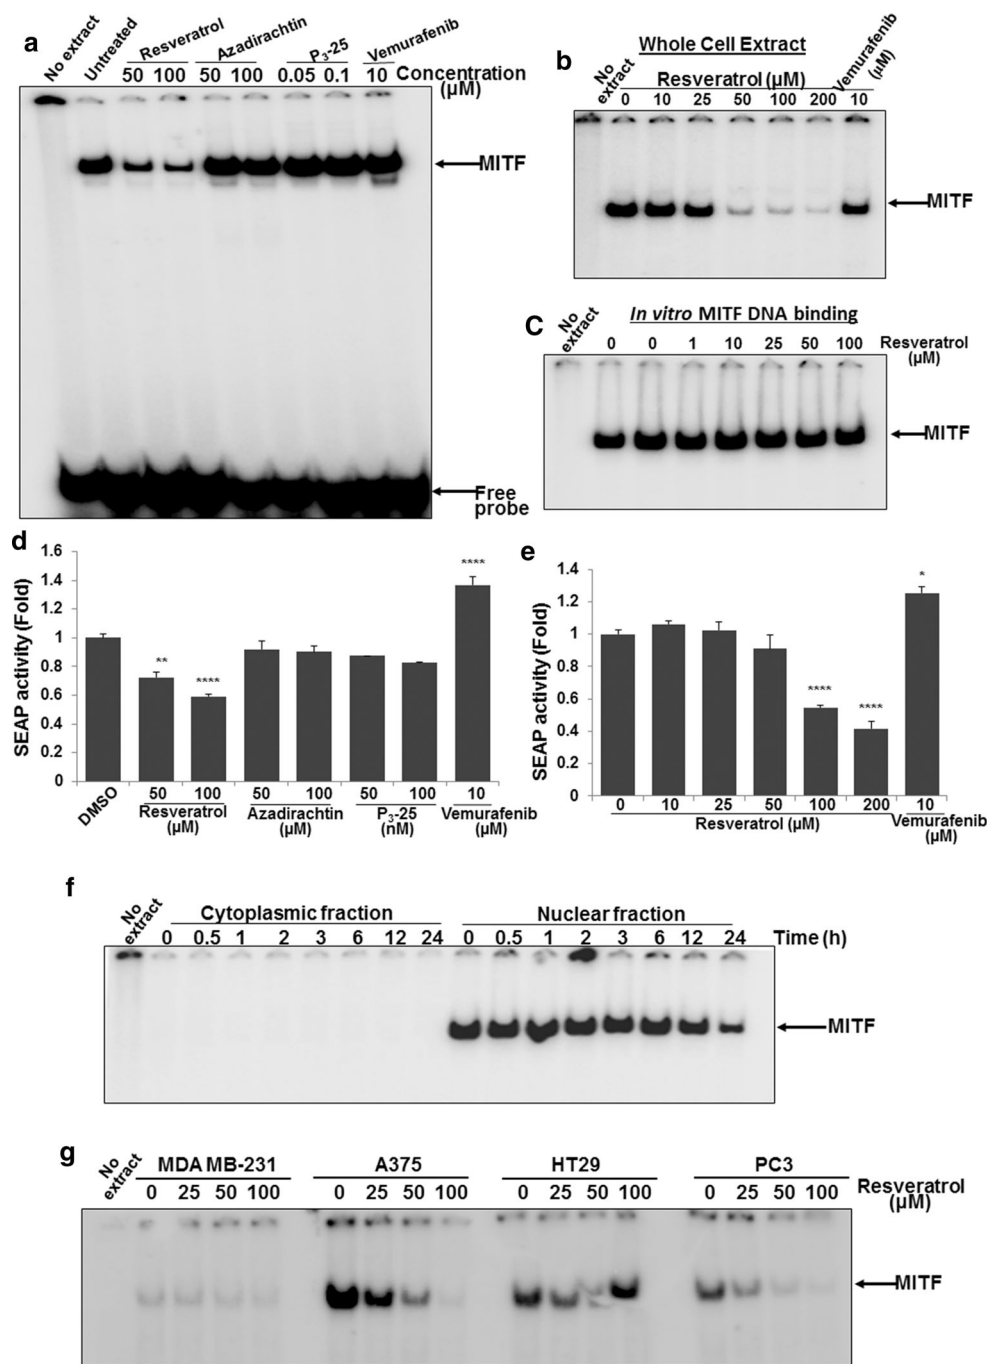 a
No extract
Untreated
Resveratrol
Azadirachtin
P3-25
Vemurafenib
50 100 50 100 0.05 0.1 10 Concentration
(µM)
MITF
Free
probe
b
Whole Cell Extract
No
extract
Resveratrol (µM)
Vemurafenib
(µM)
0 10 25 50 100 200 10
MITF
C
No
extract
In vitro MITF DNA binding
0 0 1 10 25 50 100
Resveratrol
(µM)
MITF
d
SEAP activity (Fold)
1.6
1.4
1.2
1
0.8
0.6
0.4
0.2
0
**
****
****
DMSO
50 100 50 100 50 100 10
Resveratrol
(µM)
Azadirachtin
(µM)
P3-25
(nM)
Vemurafenib
(µM)
e
SEAP activity (Fold)
1.4
1.2
1
0.8
0.6
0.4
0.2
0
****
****
*
0 10 25 50 100 200 10
Resveratrol (µM)
Vemurafenib
(µM)
f
No
extract
Cytoplasmic fraction
Nuclear fraction
0 0.5 1 2 3 6 12 24 0 0.5 1 2 3 6 12 24 Time (h)
MITF
g
No
extract
MDA MB-231
A375
HT29
PC3
0 25 50 100 0 25 50 100 0 25 50 100 0 25 50 100
Resveratrol
(µM)
MITF